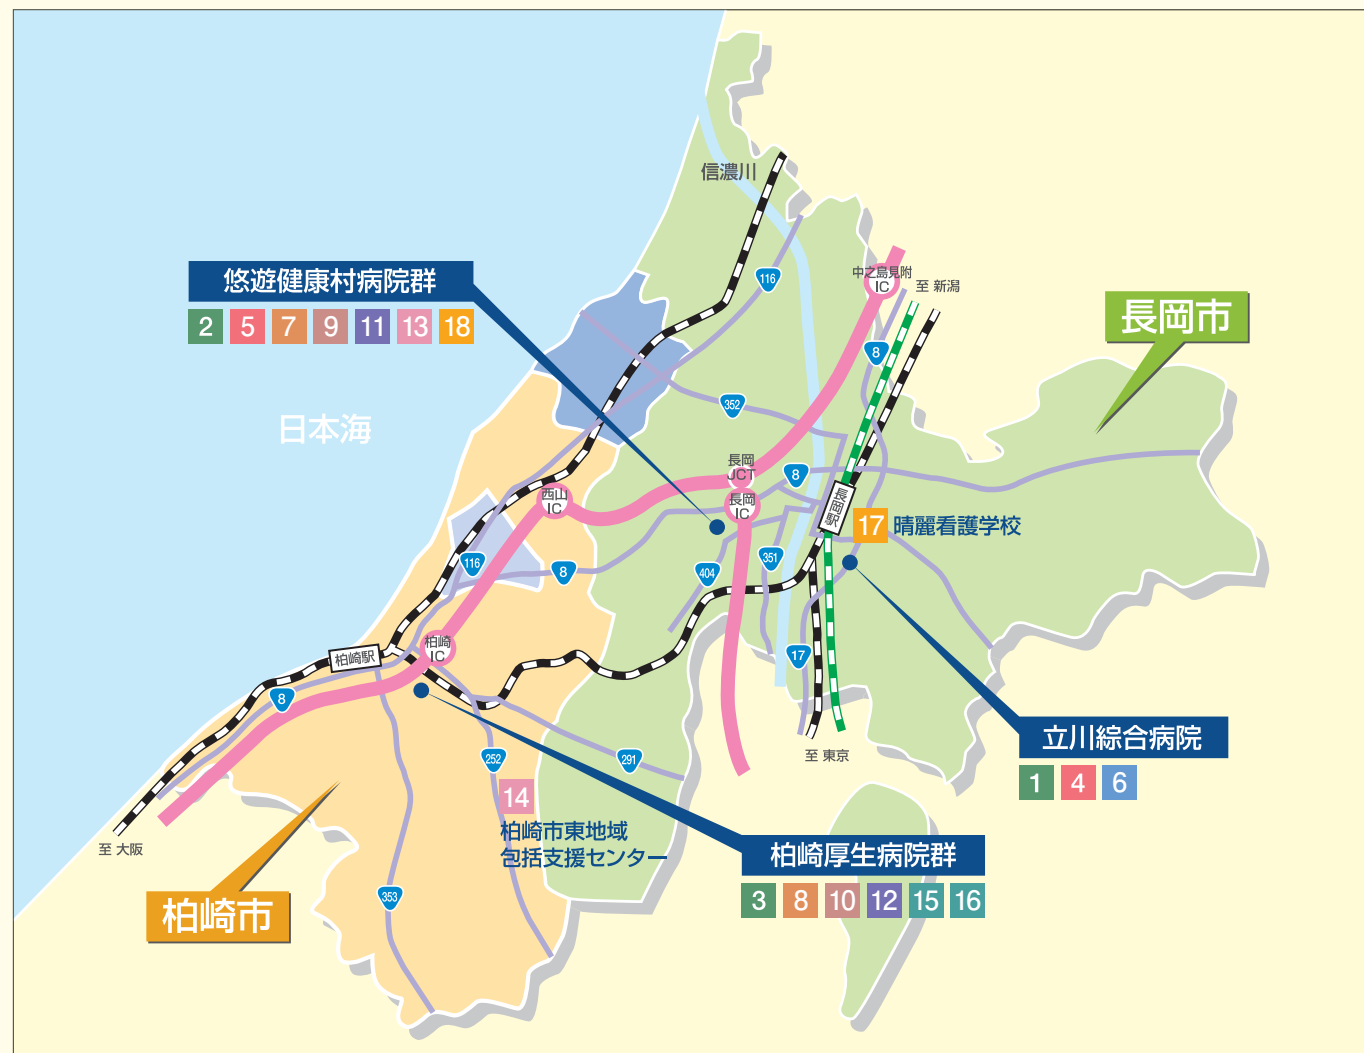 信濃川
116
中之島見附
IC
至 新潟
悠遊健康村病院群
2 5 7 9 11 13 18
長岡市
8
352
日本海
長岡
JCT
8
長岡
IC
西山
IC
長岡駅
17 晴麗看護学校
116
8
404
351
柏崎駅
柏崎
IC
17
8
立川綜合病院
1 4 6
至 東京
252
291
14
柏崎市東地域
包括支援センター
至 大阪
柏崎厚生病院群
3 8 10 12 15 16
353
柏崎市